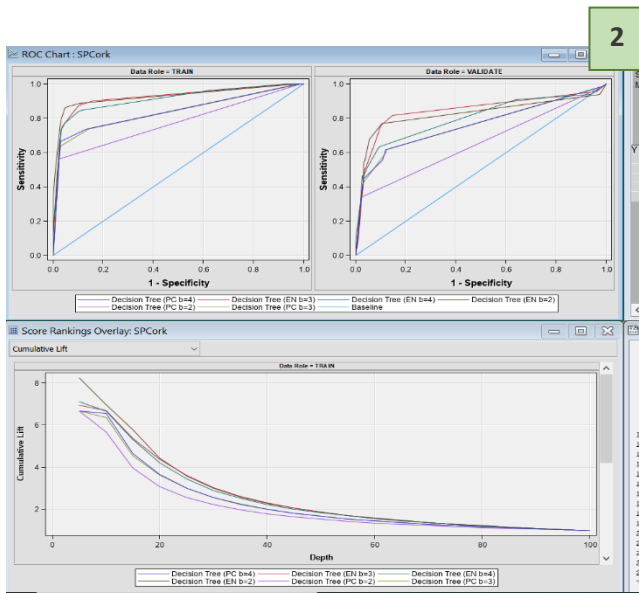 2
ROC Chart : SPCork
Data Role = TRAIN
Data Role = VALIDATE
Sensitivity
1.0
0.8
0.6
0.4
0.2
0.0
0.0 0.2 0.4 0.6 0.8 1.0
1 - Specificity
Sensitivity
1.0
0.8
0.6
0.4
0.2
0.0
0.0 0.2 0.4 0.6 0.8 1.0
1 - Specificity
Decision Tree (PC b=4) Decision Tree (EN b=3) Decision Tree (EN b=4) Decision Tree (EN b=2)
Decision Tree (PC b=2) Decision Tree (PC b=3) Baseline
Score Rankings Overlay: SPCork
Cumulative Lift
Data Role = TRAIN
Cumulative Lift
8
6
4
2
0 20 40 60 80 100
Depth
Decision Tree (PC b=4) Decision Tree (EN b=3) Decision Tree (EN b=4)
Decision Tree (EN b=2) Decision Tree (PC b=2) Decision Tree (PC b=3)